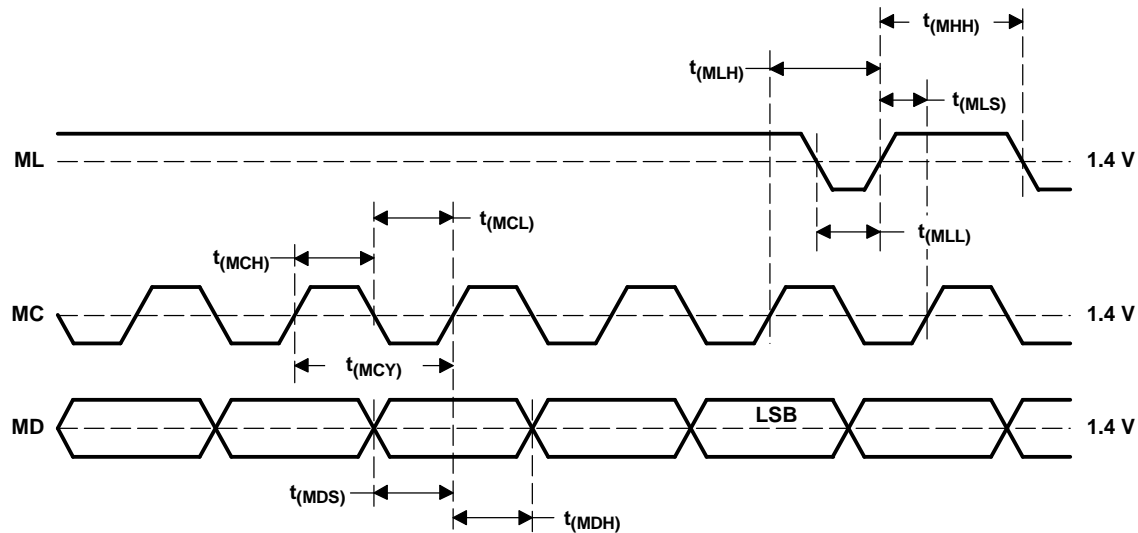 t(MHH)
t(MLH)
t(MLS)
ML
1.4 V
t(MCL)
t(MLL)
t(MCH)
MC
1.4 V
t(MCY)
LSB
MD
1.4 V
t(MDS)
t(MDH)